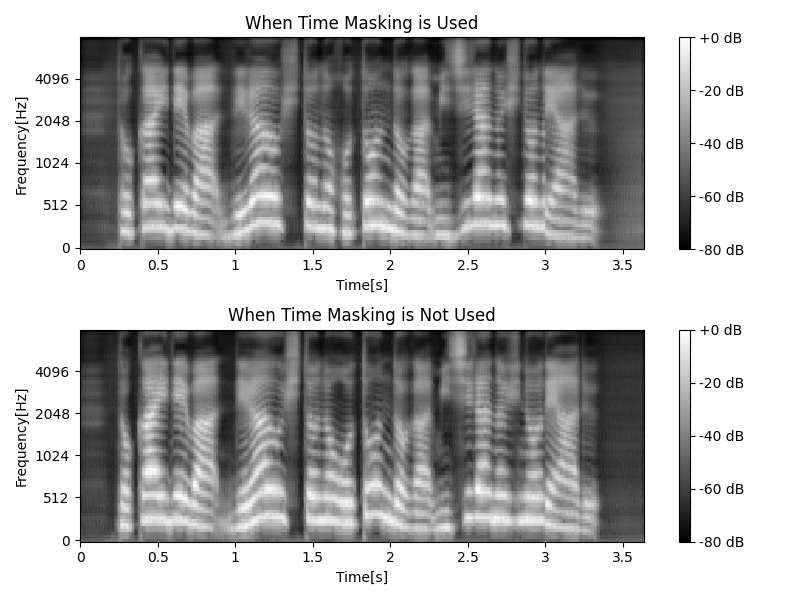 When Time Masking is Used
Frequency[Hz]
4096
2048
1024
512
0
0 0.5 1 1.5 2 2.5 3 3.5
Time[s]
+0 dB
-20 dB
-40 dB
-60 dB
-80 dB
When Time Masking is Not Used
Frequency[Hz]
4096
2048
1024
512
0
0 0.5 1 1.5 2 2.5 3 3.5
Time[s]
+0 dB
-20 dB
-40 dB
-60 dB
-80 dB